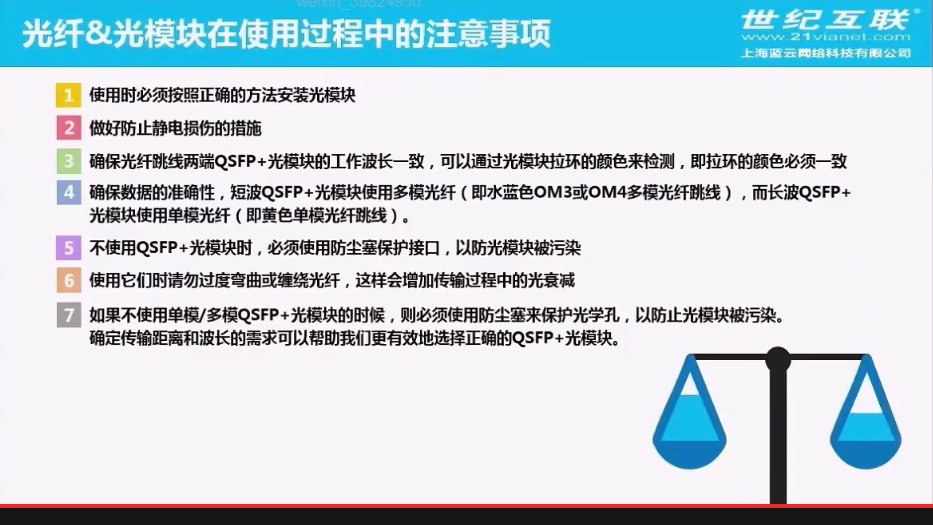 weixin_39824930
光纤&光模块在使用过程中的注意事项
世纪互联®
www.21vianet.com
上海蓝云网络科技有限公司
1 使用时必须按照正确的方法安装光模块
2 做好防止静电损伤的措施
3 确保光纤跳线两端QSFP+光模块的工作波长一致，可以通过光模块拉环的颜色来检测，即拉环的颜色必须一致
4 确保数据的准确性，短波QSFP+光模块使用多模光纤（即水蓝色OM3或OM4多模光纤跳线），而长波QSFP+
光模块使用单模光纤（即黄色单模光纤跳线）。
5 不使用QSFP+光模块时，必须使用防尘塞保护接口，以防光模块被污染
6 使用它们时请勿过度弯曲或缠绕光纤，这样会增加传输过程中的光衰减
7 如果不使用单模/多模QSFP+光模块的时候，则必须使用防尘塞来保护光学孔，以防止光模块被污染。
确定传输距离和波长的需求可以帮助我们更有效地选择正确的QSFP+光模块。